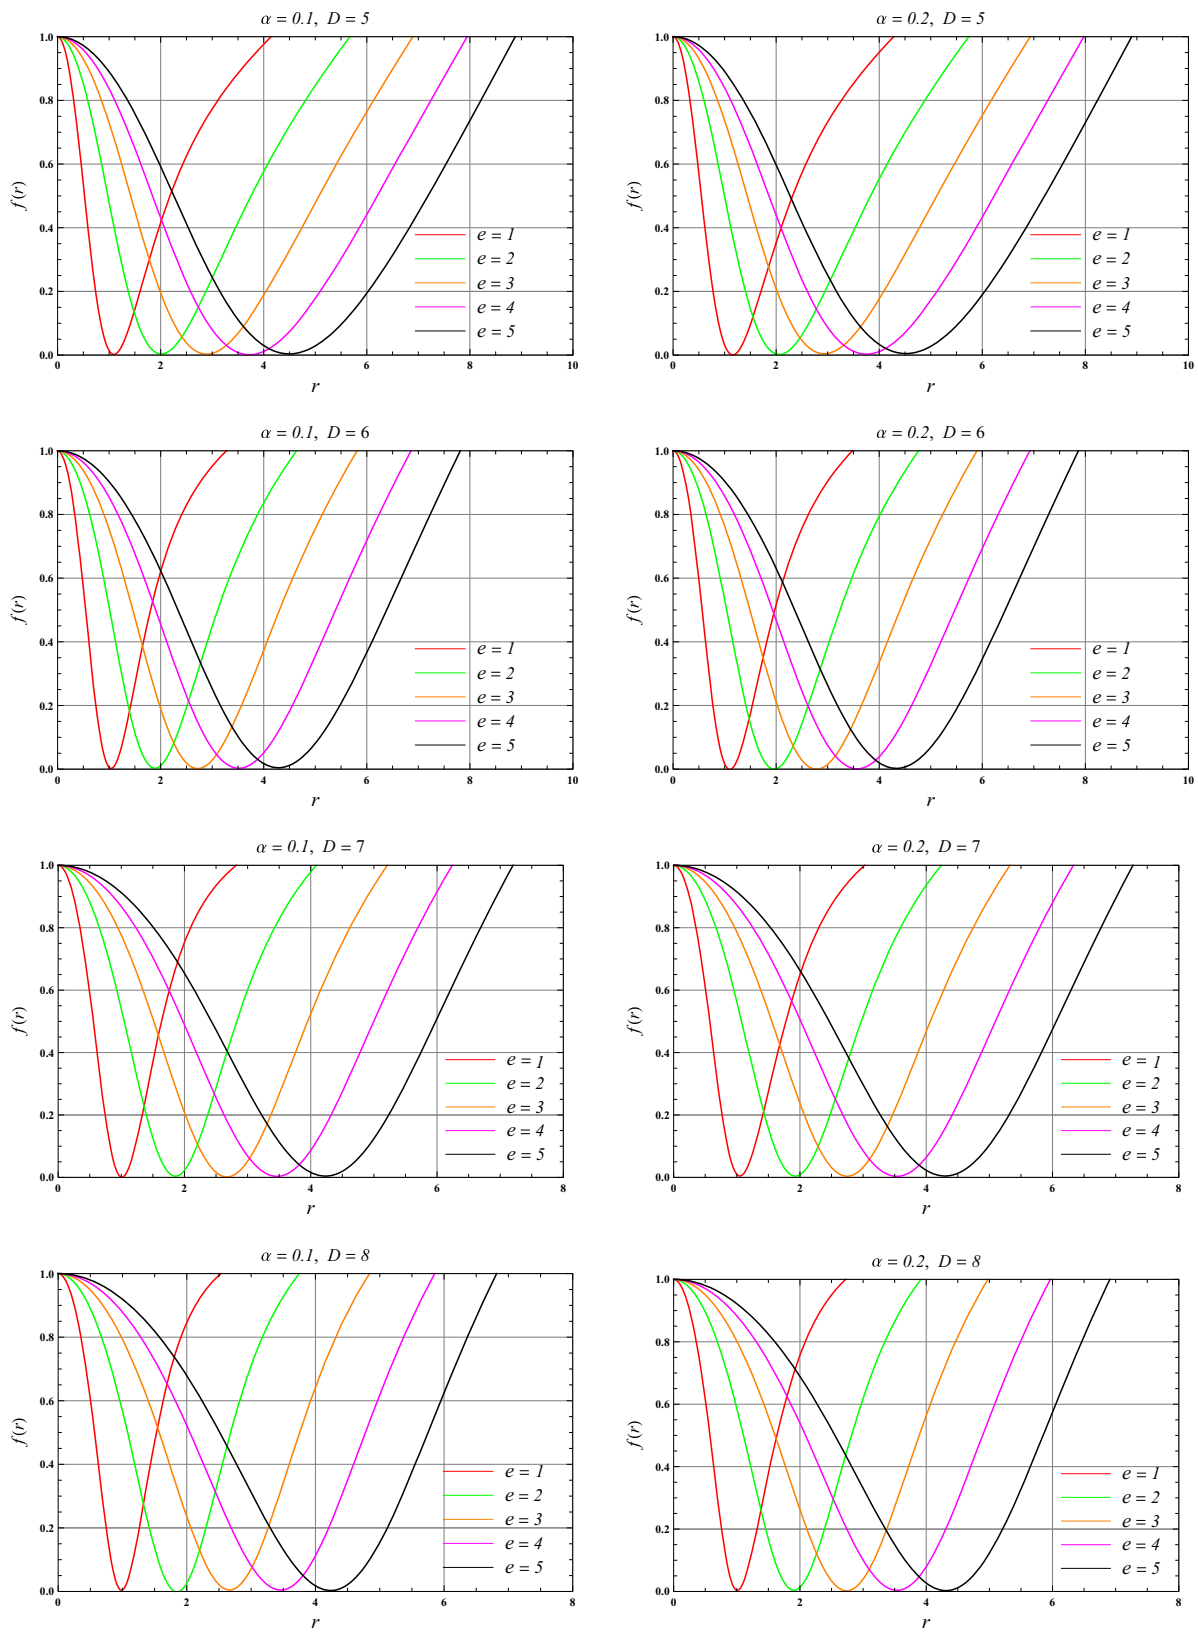 α = 0.1, D = 5
1.0
0.8
0.6
0.4
0.2
0.0
f(r)
e = 1
e = 2
e = 3
e = 4
e = 5
0 2 4 6 8 10
r
α = 0.2, D = 5
1.0
0.8
0.6
0.4
0.2
0.0
f(r)
e = 1
e = 2
e = 3
e = 4
e = 5
0 2 4 6 8 10
r
α = 0.1, D = 6
1.0
0.8
0.6
0.4
0.2
0.0
f(r)
e = 1
e = 2
e = 3
e = 4
e = 5
0 2 4 6 8 10
r
α = 0.2, D = 6
1.0
0.8
0.6
0.4
0.2
0.0
f(r)
e = 1
e = 2
e = 3
e = 4
e = 5
0 2 4 6 8 10
r
α = 0.1, D = 7
1.0
0.8
0.6
0.4
0.2
0.0
f(r)
e = 1
e = 2
e = 3
e = 4
e = 5
0 2 4 6 8
r
α = 0.2, D = 7
1.0
0.8
0.6
0.4
0.2
0.0
f(r)
e = 1
e = 2
e = 3
e = 4
e = 5
0 2 4 6 8
r
α = 0.1, D = 8
1.0
0.8
0.6
0.4
0.2
0.0
f(r)
e = 1
e = 2
e = 3
e = 4
e = 5
0 2 4 6 8
r
α = 0.2, D = 8
1.0
0.8
0.6
0.4
0.2
0.0
f(r)
e = 1
e = 2
e = 3
e = 4
e = 5
0 2 4 6 8
r